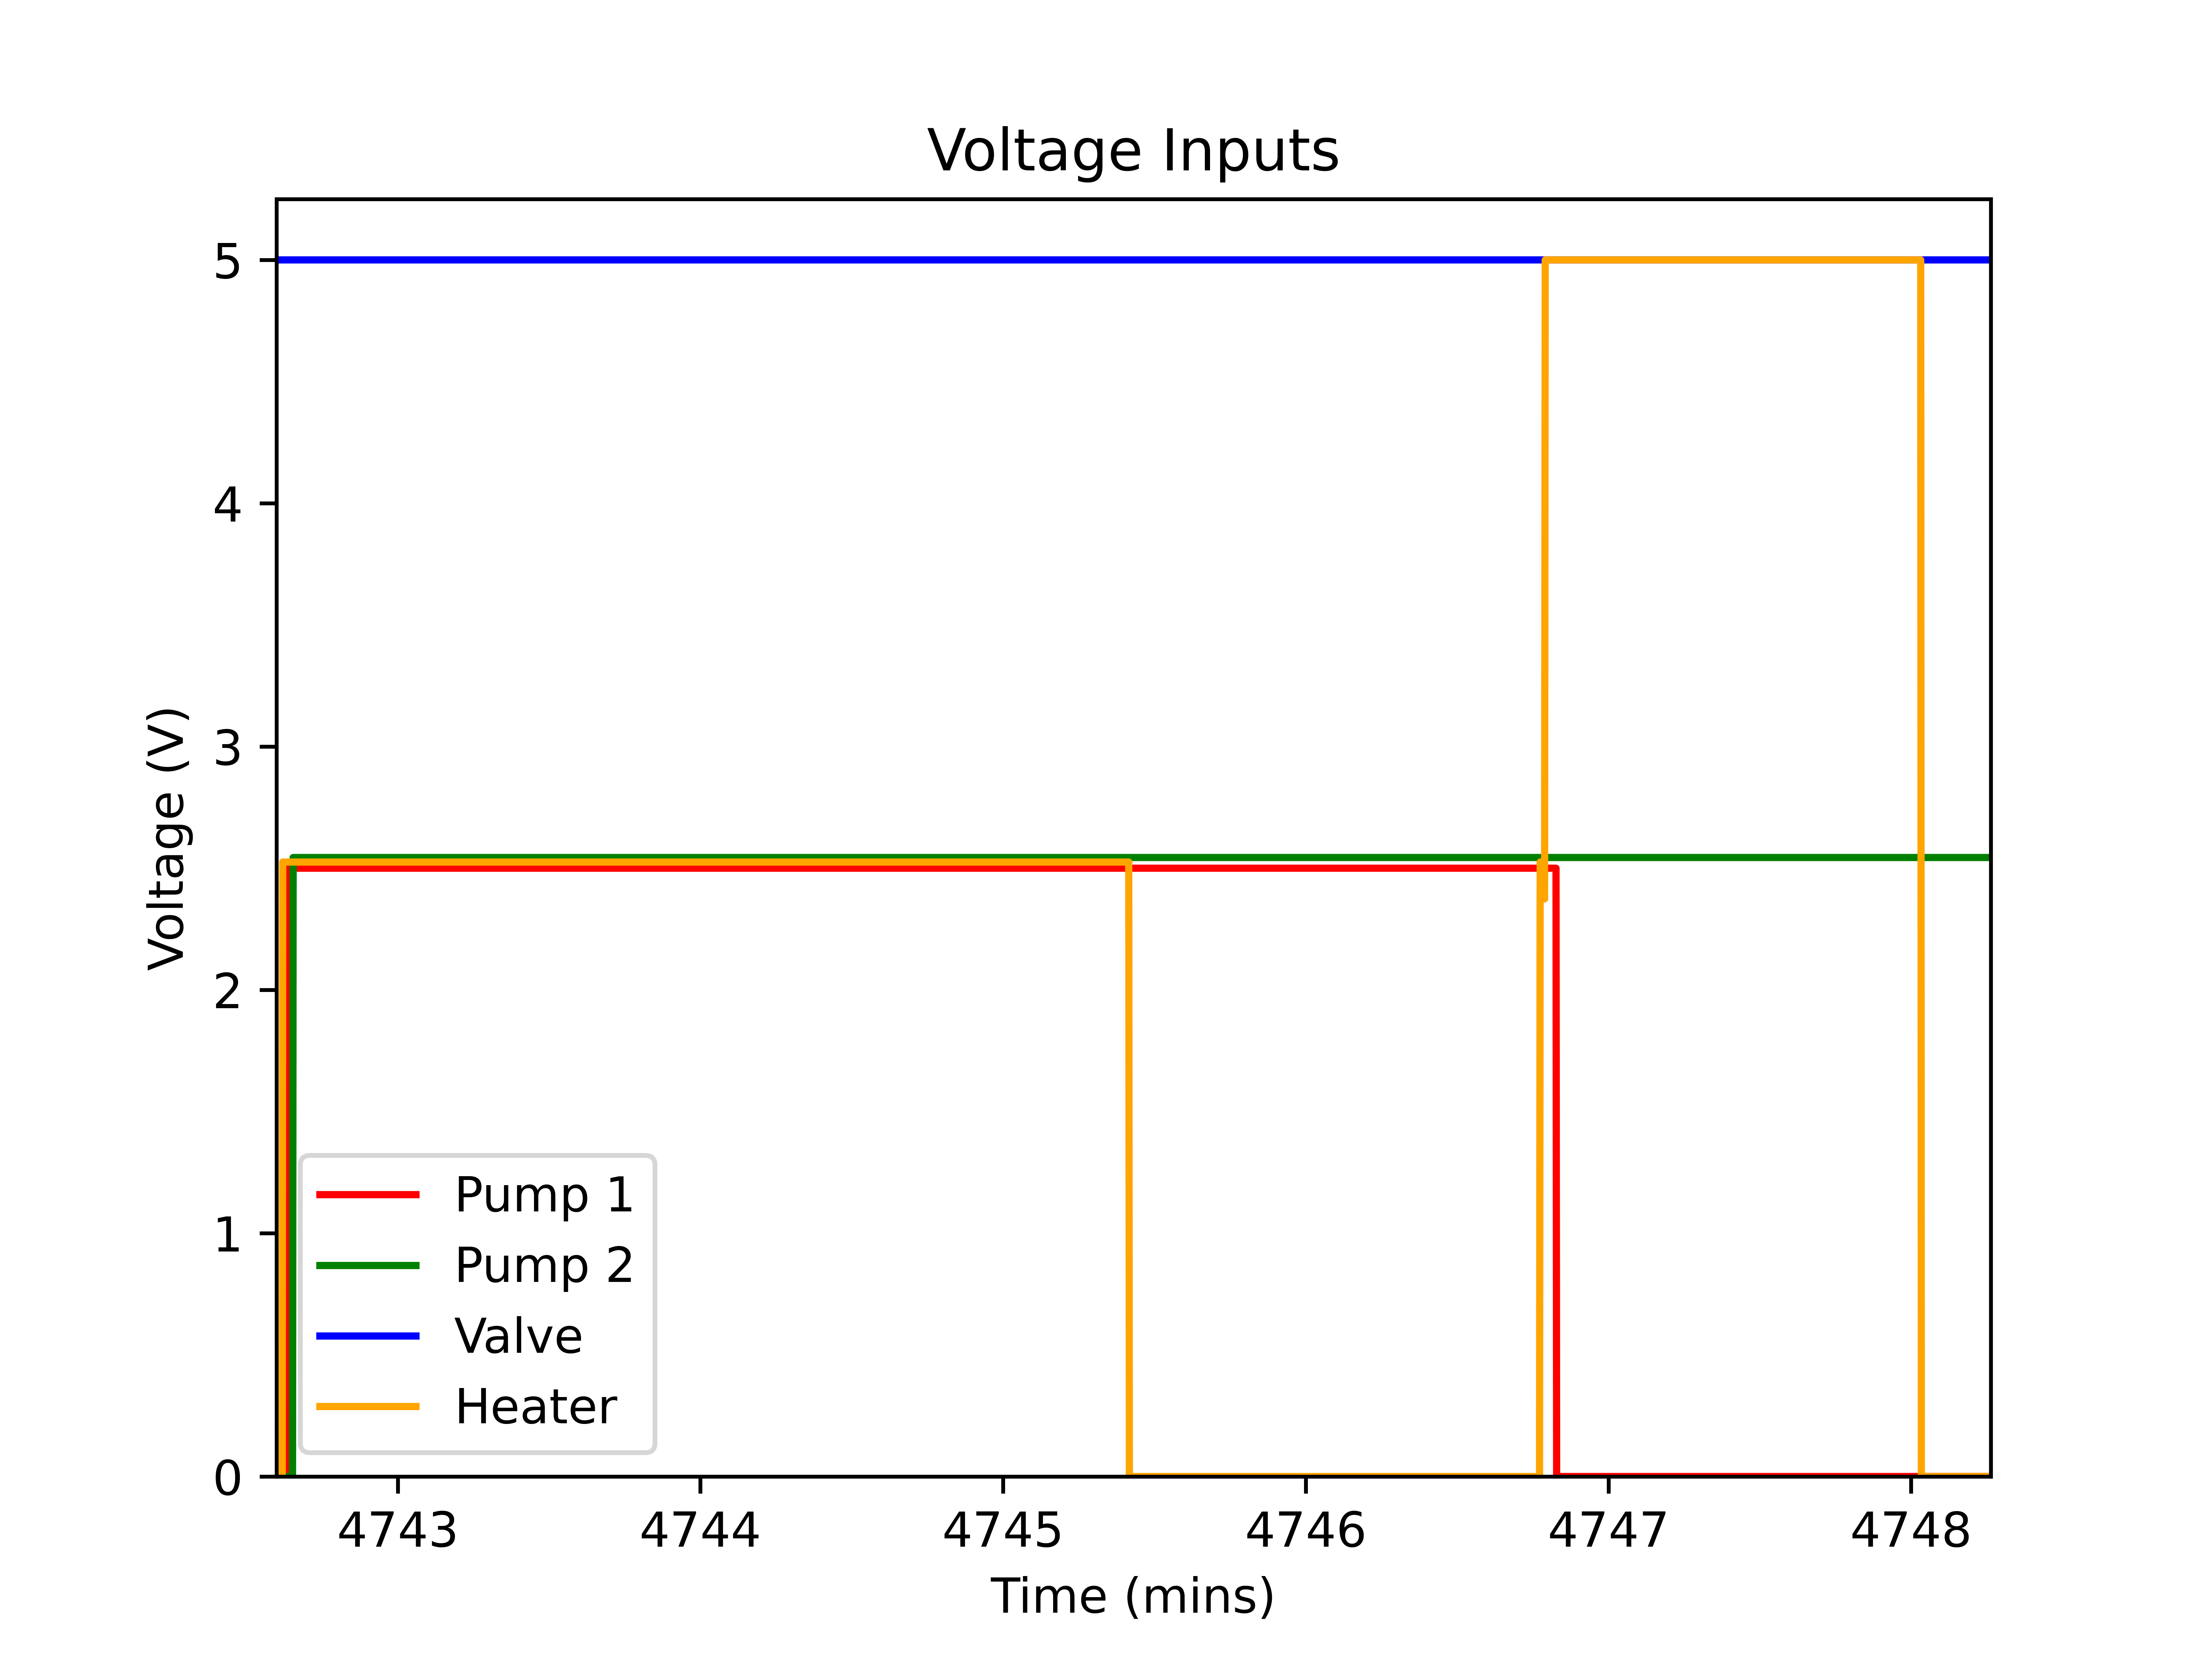 Voltage Inputs
Voltage (V)
5
4
3
2
1
0
Pump 1
Pump 2
Valve
Heater
4743 4744 4745 4746 4747 4748
Time (mins)